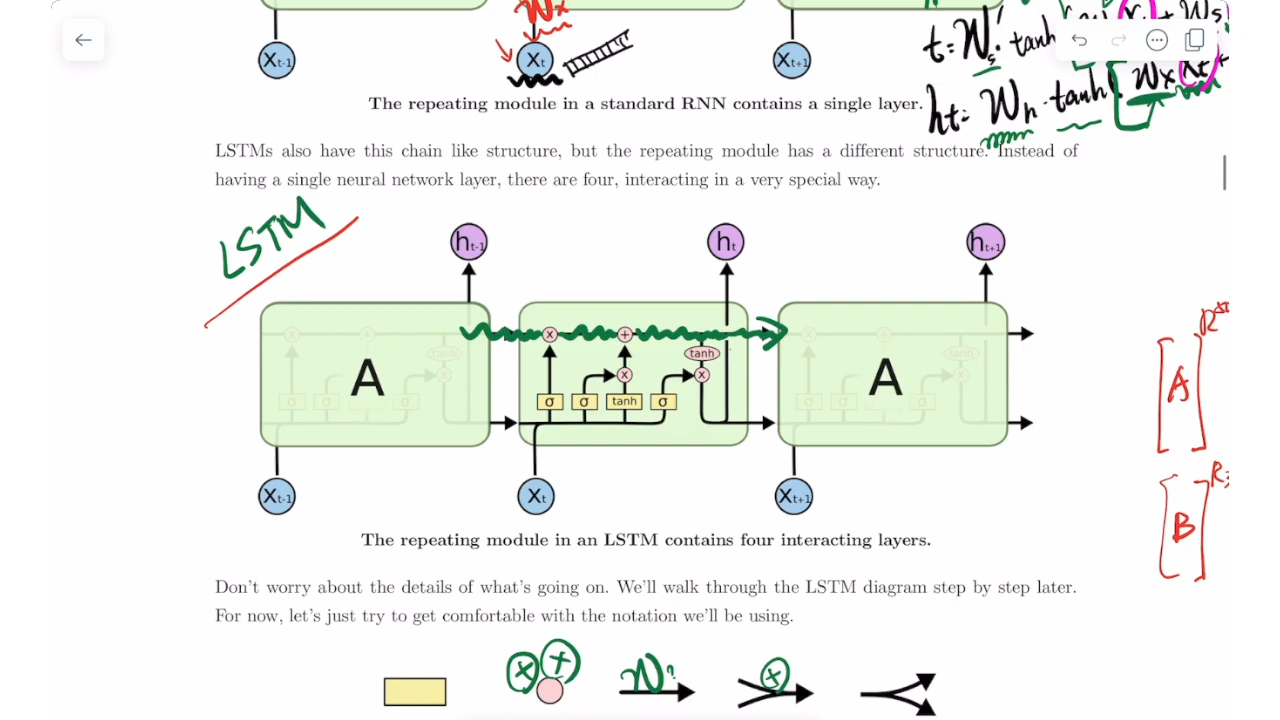 Wx
Xt-1
Xt
Xt+1
t = W's · tanh
ht = Wh · tanh ( Wx Xt +
The repeating module in a standard RNN contains a single layer.
LSTMs also have this chain like structure, but the repeating module has a different structure. Instead of
having a single neural network layer, there are four, interacting in a very special way.
LSTM
ht-1
ht
ht+1
x
+
tanh
A
x
x
A
σ
σ
tanh
σ
[A]
Xt-1
Xt
Xt+1
[B]
The repeating module in an LSTM contains four interacting layers.
Don't worry about the details of what's going on. We'll walk through the LSTM diagram step by step later.
For now, let's just try to get comfortable with the notation we'll be using.
x + W ? +